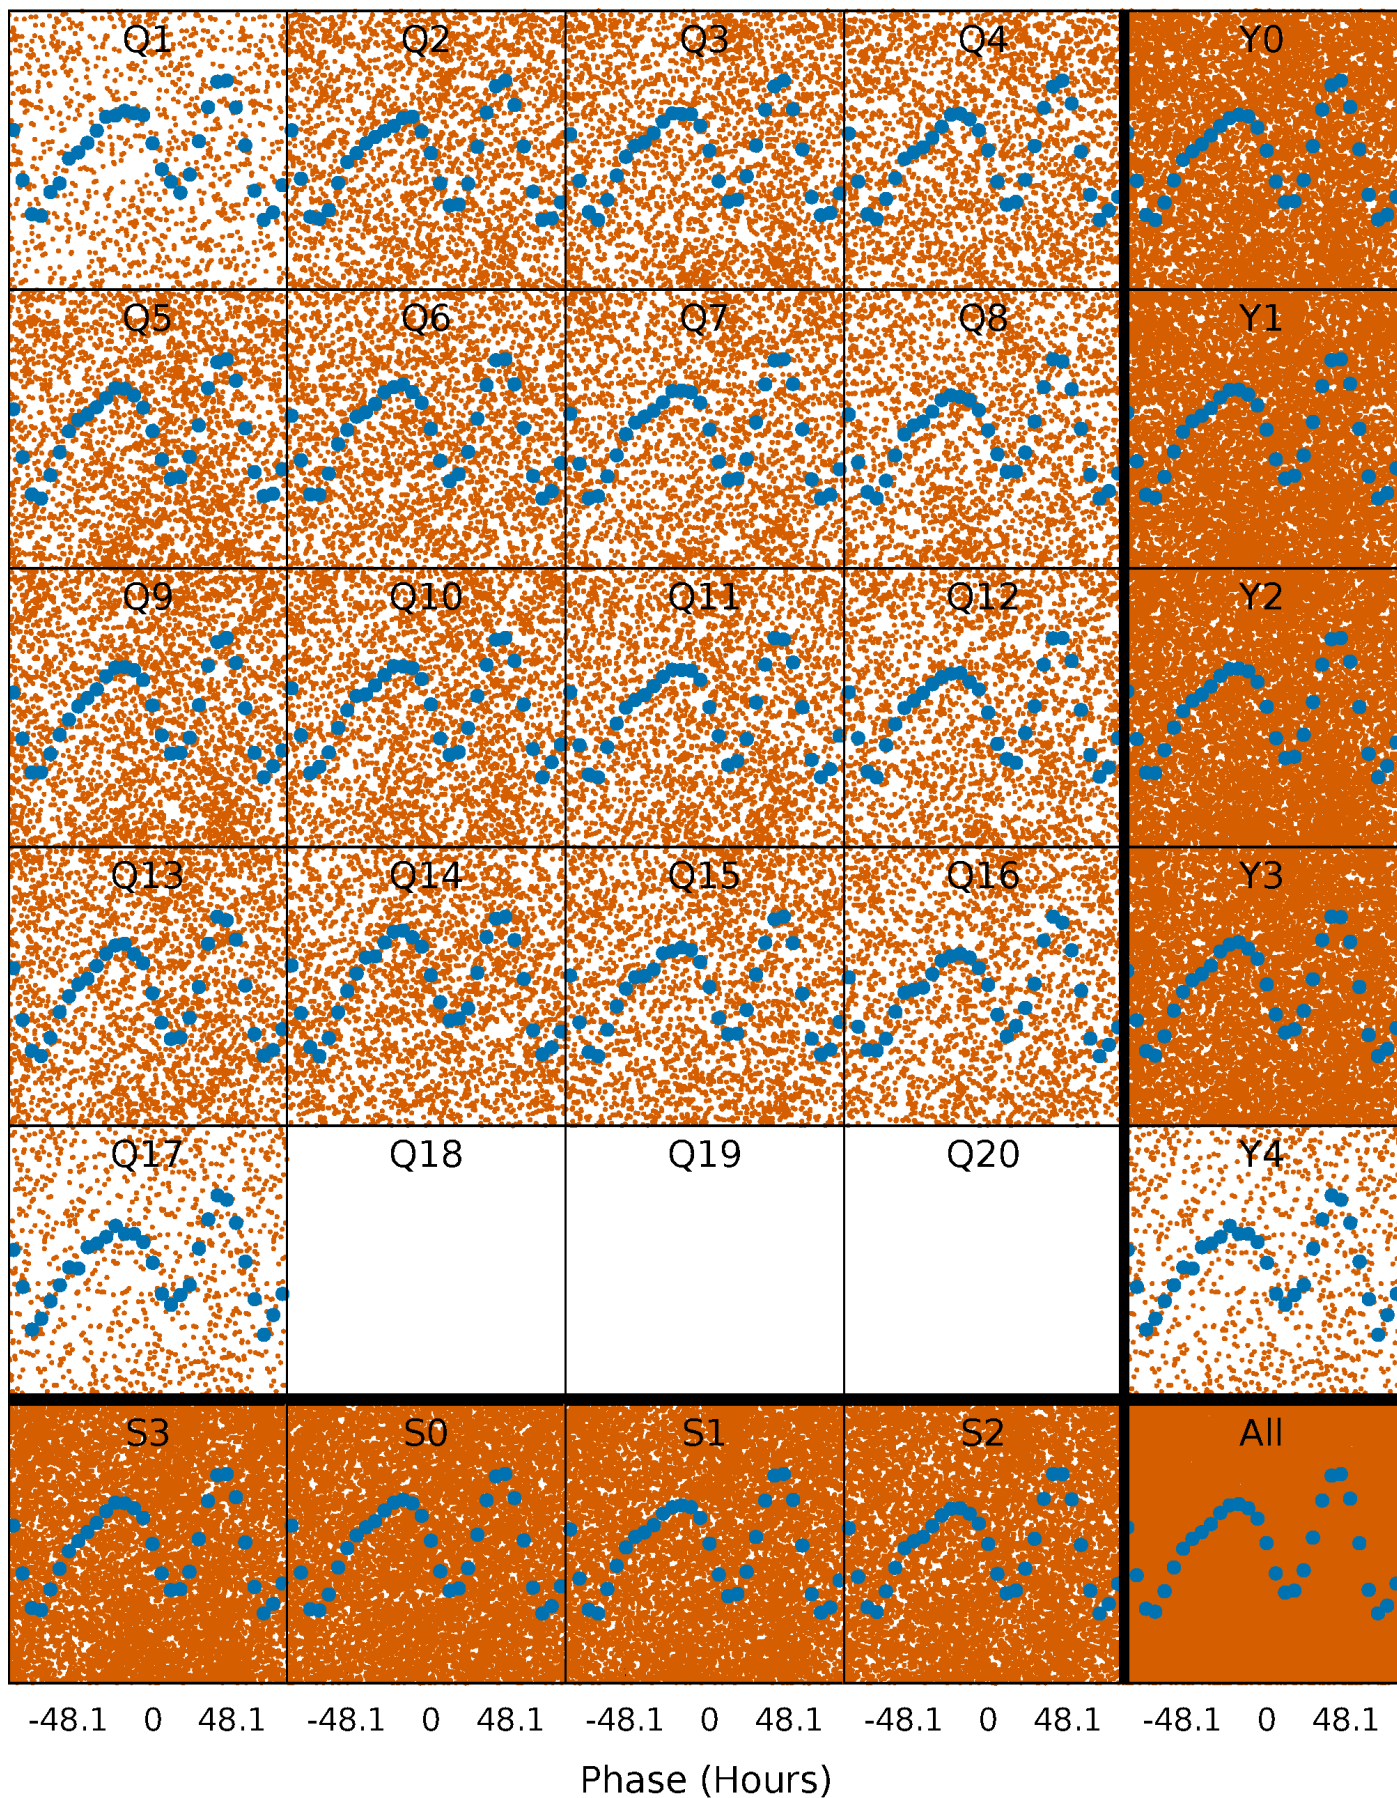 Q1 Q2 Q3 Q4 Y0
Q5 Q6 Q7 Q8 Y1
Q9 Q10 Q11 Q12 Y2
Q13 Q14 Q15 Q16 Y3
Q17 Q18 Q19 Q20 Y4
S3 S0 S1 S2 All
-48.1 0 48.1 -48.1 0 48.1 -48.1 0 48.1 -48.1 0 48.1 -48.1 0 48.1
Phase (Hours)